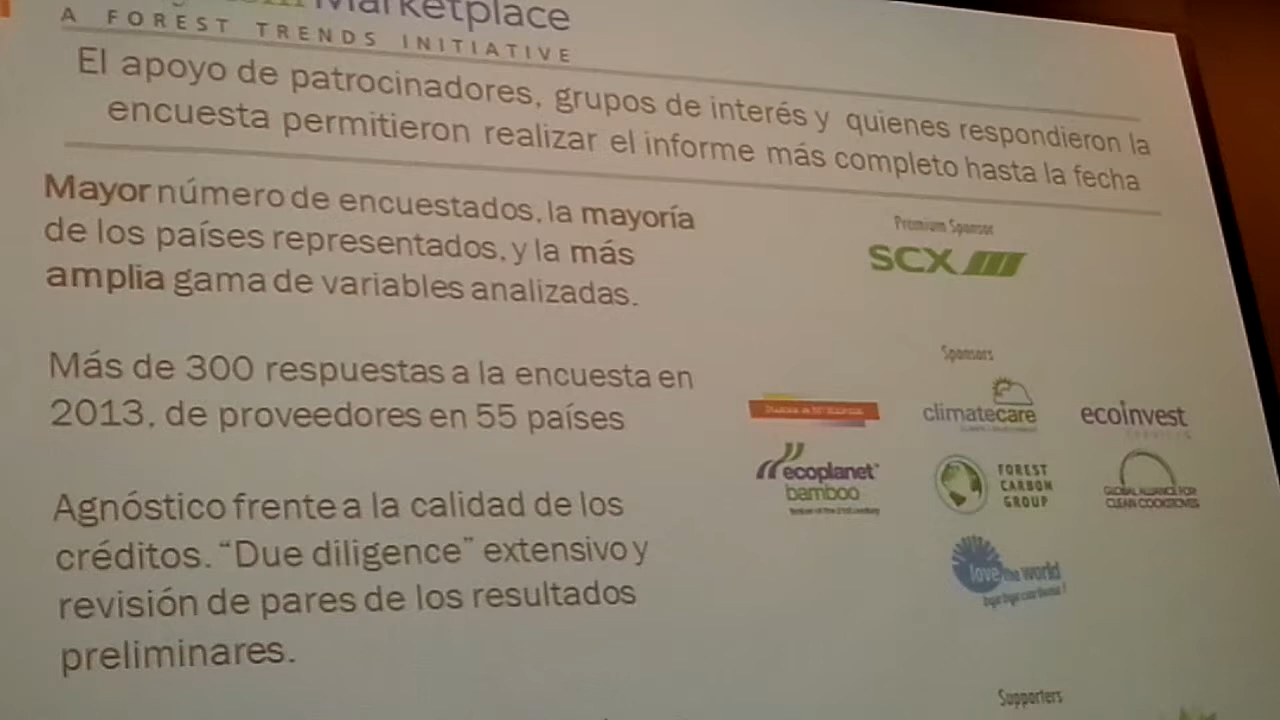 Marketplace
A FOREST TRENDS INITIATIVE
El apoyo de patrocinadores, grupos de interés y quienes respondieron la
encuesta permitieron realizar el informe más completo hasta la fecha
Mayor número de encuestados, la mayoría
de los países representados, y la más
amplia gama de variables analizadas.
Más de 300 respuestas a la encuesta en
2013, de proveedores en 55 países
Agnóstico frente a la calidad de los
créditos. “Due diligence” extensivo y
revisión de pares de los resultados
preliminares.
Premium Sponsor
SCX
Sponsors
climatecare
ecoinvest
ecoplanet
bamboo
FOREST
CARBON
GROUP
GLOBAL ALLIANCE FOR
CLEAN COOKSTOVES
love the world
Supporters